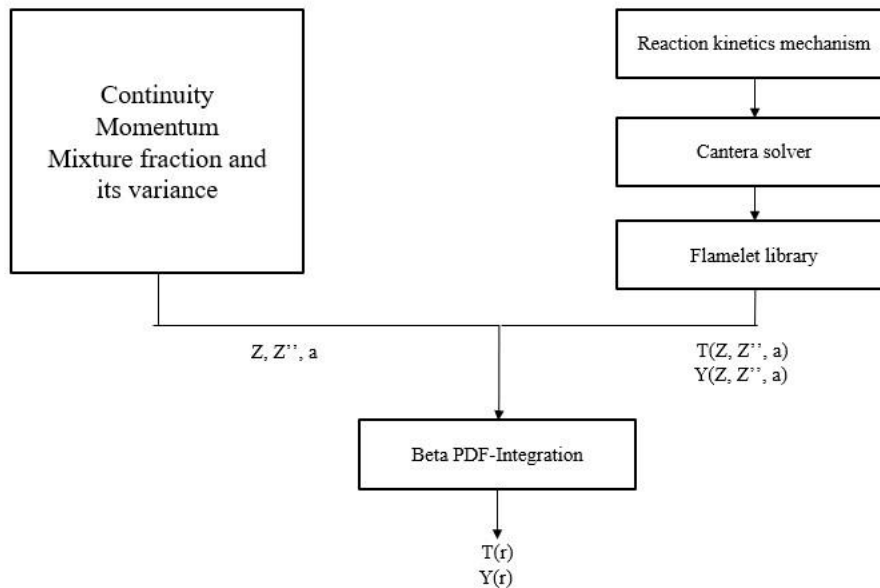 Continuity
Momentum
Mixture fraction and
its variance
Reaction kinetics mechanism
Cantera solver
Flamelet library
Z, Z’’, a
T(Z, Z’’, a)
Y(Z, Z’’, a)
Beta PDF-Integration
T(r)
Y(r)